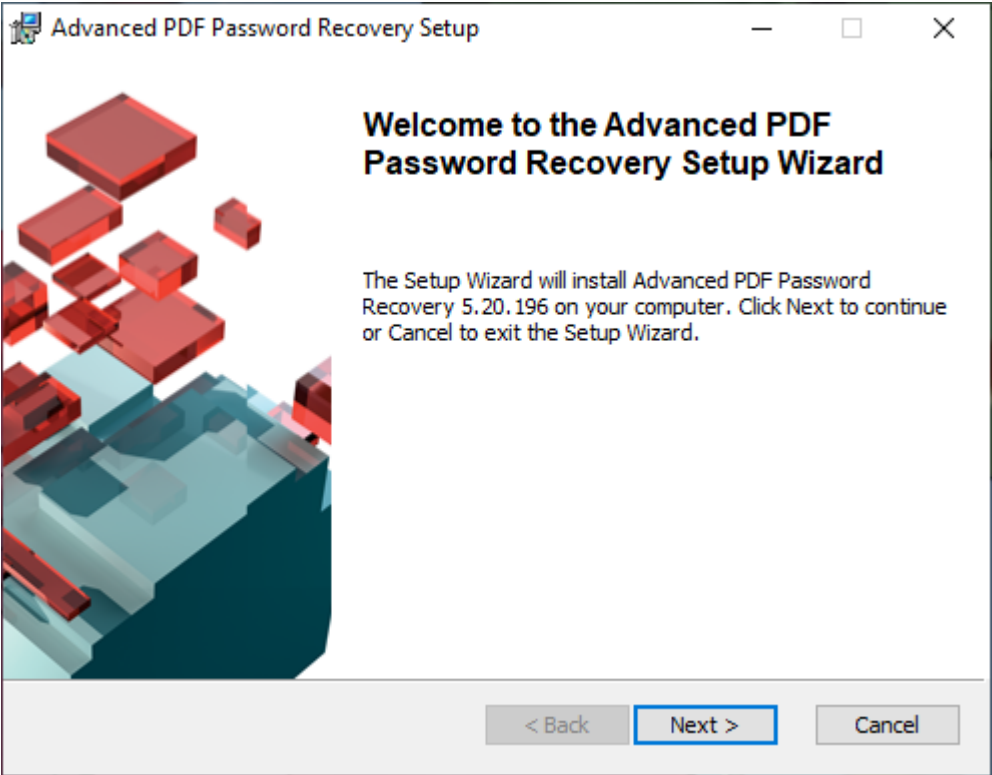 Advanced PDF Password Recovery Setup
Welcome to the Advanced PDF
Password Recovery Setup Wizard
The Setup Wizard will install Advanced PDF Password
Recovery 5.20.196 on your computer. Click Next to continue
or Cancel to exit the Setup Wizard.
< Back
Next >
Cancel